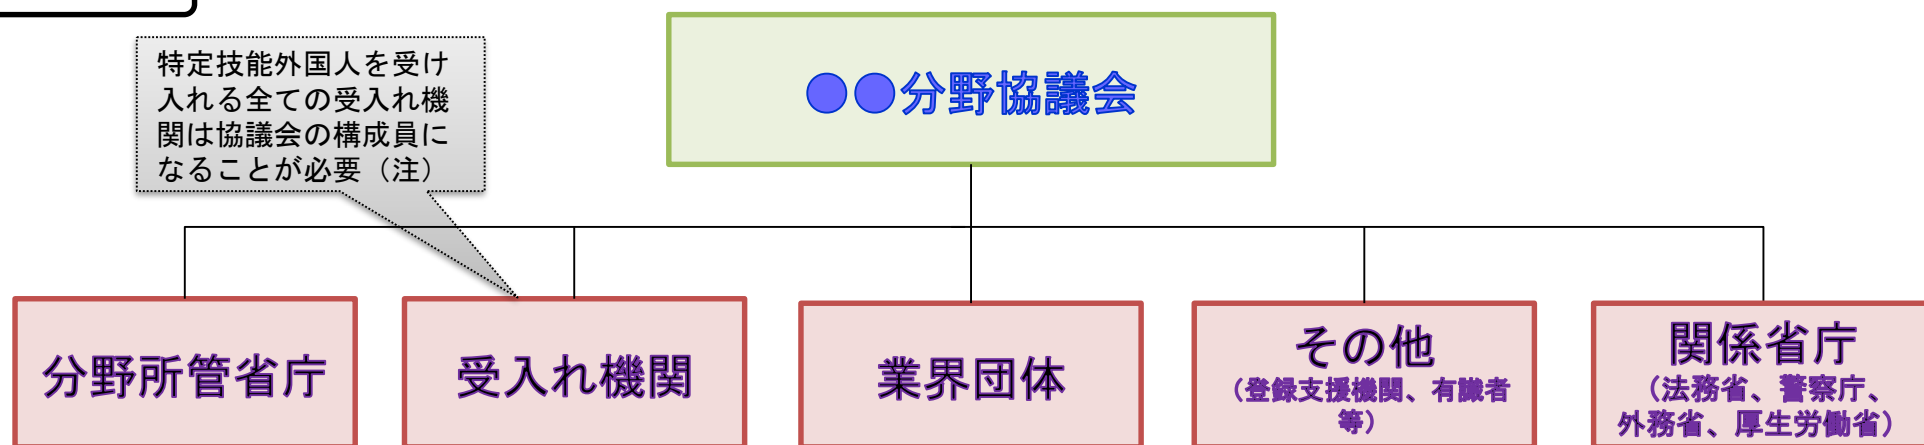 特定技能外国人を受け
入れる全ての受入れ機
関は協議会の構成員に
なることが必要（注）
●●分野協議会
分野所管省庁
受入れ機関
業界団体
その他
（登録支援機関、有識者
等）
関係省庁
（法務省、警察庁、
外務省、厚生労働省）